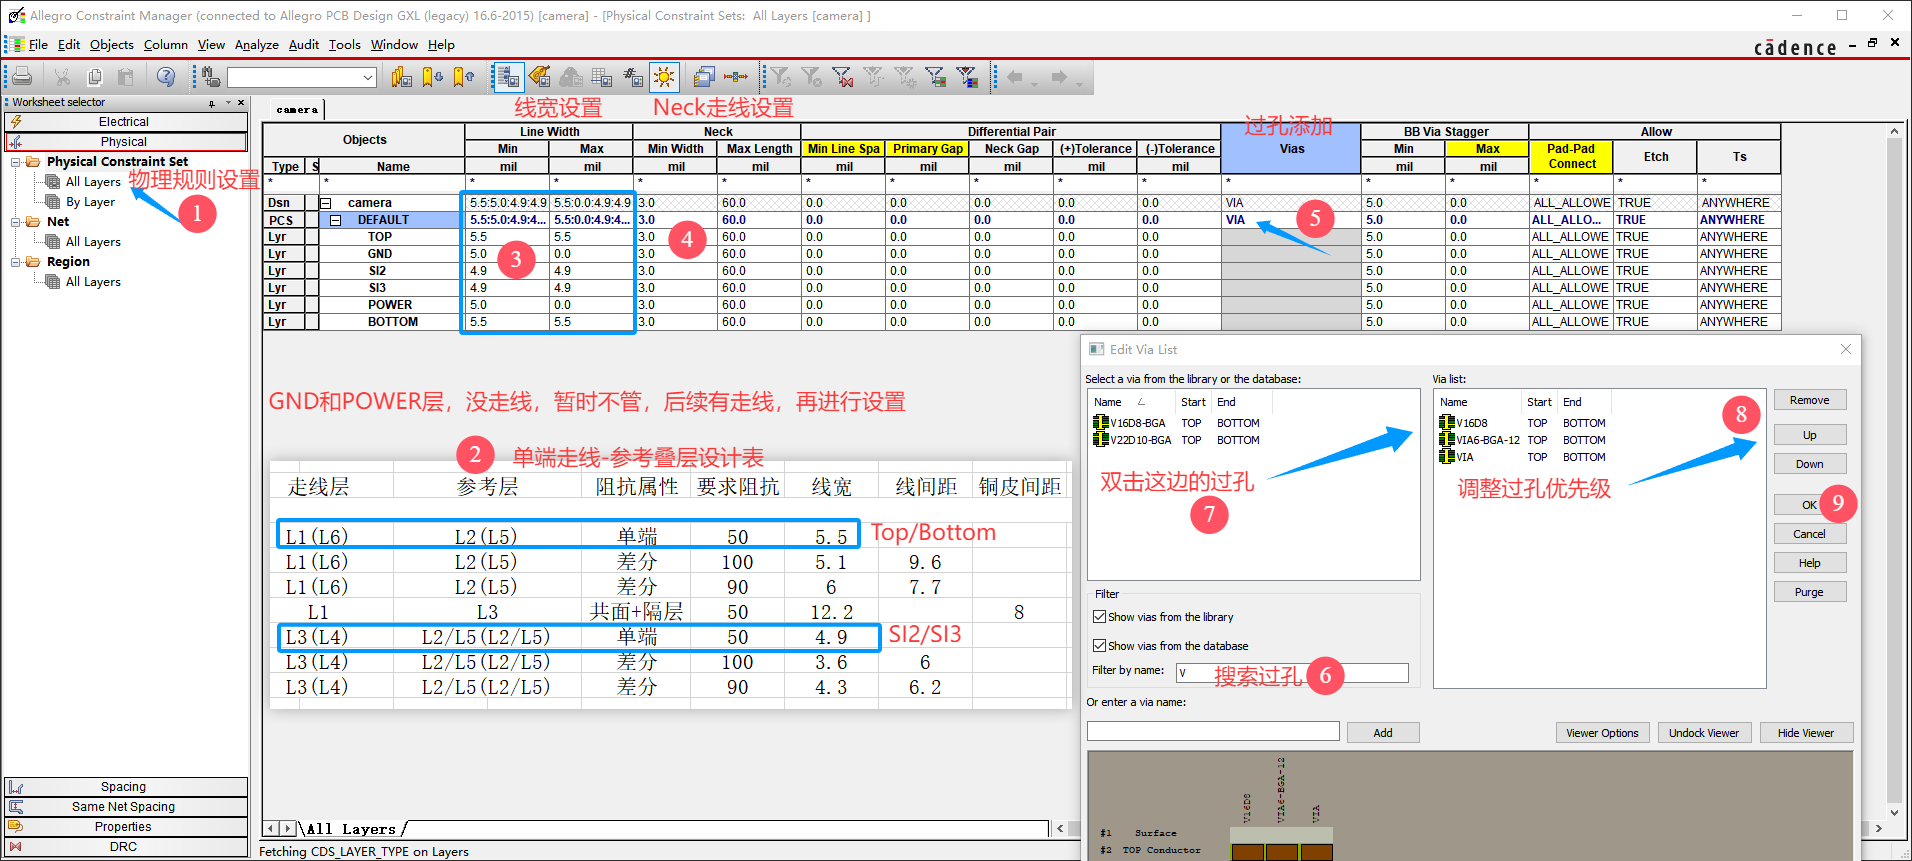 Allegro Constraint Manager (connected to Allegro PCB Design GXL (legacy) 16.6-2015) [camera] - [Physical Constraint Sets: All Layers [camera] ]
File Edit Objects Column View Analyze Audit Tools Window Help
cādence
Worksheet selector
Electrical
Physical
Physical Constraint Set
All Layers
物理规则设置
1
By Layer
Net
All Layers
Region
All Layers
Spacing
Same Net Spacing
Properties
DRC
线宽设置 Neck走线设置
camera
过孔添加
Objects Line Width Neck Differential Pair Vias BB Via Stagger Allow
Min Max Min Width Max Length Min Line Spa Primary Gap Neck Gap (+)Tolerance (-)Tolerance Min Max Pad-Pad Connect Etch Ts
Type S Name mil mil mil mil mil mil mil mil mil mil mil
* * * * * * * * * * * * * * * * *
Dsn camera 5.5:5.0:4.9:4.9 5.5:0.0:4.9:4.9 3.0 60.0 0.0 0.0 0.0 0.0 0.0 VIA 5.0 0.0 ALL_ALLOWE TRUE ANYWHERE
PCS DEFAULT 5.5:5.0:4.9:4... 5.5:0.0:4.9:4... 3.0 60.0 0.0 0.0 0.0 0.0 0.0 VIA 5.0 0.0 ALL_ALLO... TRUE ANYWHERE
Lyr TOP 5.5 5.5 3.0 60.0 0.0 0.0 0.0 0.0 0.0 5.0 0.0 ALL_ALLOWE TRUE ANYWHERE
Lyr GND 5.0 0.0 3.0 60.0 0.0 0.0 0.0 0.0 0.0 5.0 0.0 ALL_ALLOWE TRUE ANYWHERE
Lyr SI2 4.9 4.9 3.0 60.0 0.0 0.0 0.0 0.0 0.0 5.0 0.0 ALL_ALLOWE TRUE ANYWHERE
Lyr SI3 4.9 4.9 3.0 60.0 0.0 0.0 0.0 0.0 0.0 5.0 0.0 ALL_ALLOWE TRUE ANYWHERE
Lyr POWER 5.0 0.0 3.0 60.0 0.0 0.0 0.0 0.0 0.0 5.0 0.0 ALL_ALLOWE TRUE ANYWHERE
Lyr BOTTOM 5.5 5.5 3.0 60.0 0.0 0.0 0.0 0.0 0.0 5.0 0.0 ALL_ALLOWE TRUE ANYWHERE
3
4
5
GND和POWER层，没走线，暂时不管，后续有走线，再进行设置
2 单端走线-参考叠层设计表
走线层 参考层 阻抗属性 要求阻抗 线宽 线间距 铜皮间距
L1(L6) L2(L5) 单端 50 5.5 Top/Bottom
L1(L6) L2(L5) 差分 100 5.1 9.6
L1(L6) L2(L5) 差分 90 6 7.7
L1 L3 共面+隔层 50 12.2 8
L3(L4) L2/L5(L2/L5) 单端 50 4.9 SI2/SI3
L3(L4) L2/L5(L2/L5) 差分 100 3.6 6
L3(L4) L2/L5(L2/L5) 差分 90 4.3 6.2
Edit Via List
Select a via from the library or the database:
Name Start End
V16D8-BGA TOP BOTTOM
V22D10-BGA TOP BOTTOM
双击这边的过孔
7
Via list:
Name Start End
V16D8 TOP BOTTOM
VIA6-BGA-12 TOP BOTTOM
VIA TOP BOTTOM
8
调整过孔优先级
Remove
Up
Down
OK 9
Cancel
Help
Purge
Filter
Show vias from the library
Show vias from the database
Filter by name: V 搜索过孔 6
Or enter a via name:
Add Viewer Options Undock Viewer Hide Viewer
V16D8 VIA6-BGA-12 VIA
#1 Surface
#2 TOP Conductor
All Layers
Fetching CDS_LAYER_TYPE on Layers